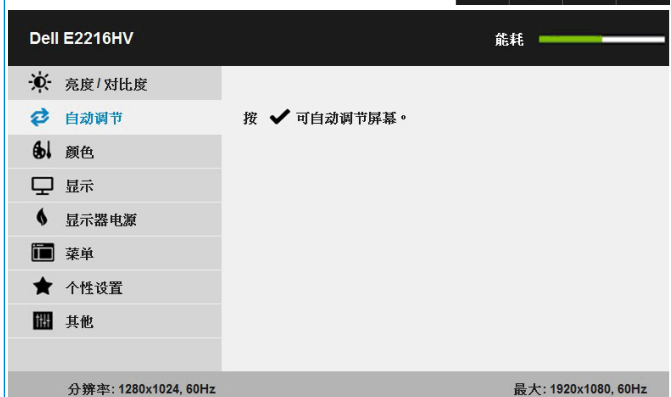 Dell E2216HV 能耗
亮度/对比度
自动调节 按 ✔ 可自动调节屏幕。
颜色
显示
显示器电源
菜单
个性设置
其他
分辨率: 1280x1024, 60Hz 最大: 1920x1080, 60Hz